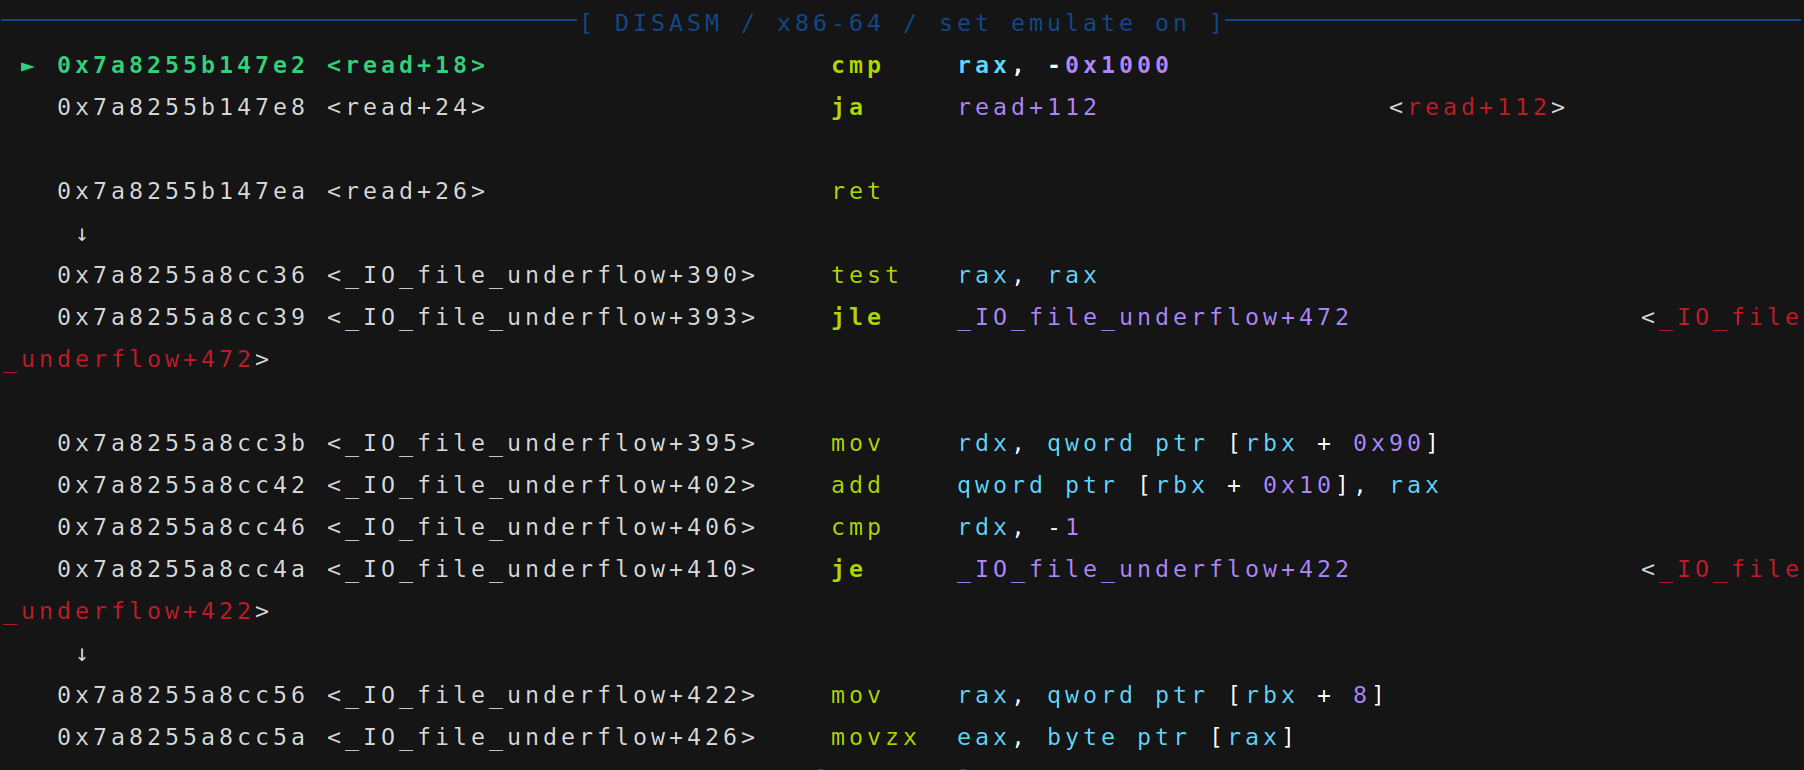 [ DISASM / x86-64 / set emulate on ]
► 0x7a8255b147e2 <read+18> cmp rax, -0x1000
0x7a8255b147e8 <read+24> ja read+112 <read+112>
0x7a8255b147ea <read+26> ret
↓
0x7a8255a8cc36 <_IO_file_underflow+390> test rax, rax
0x7a8255a8cc39 <_IO_file_underflow+393> jle _IO_file_underflow+472 <_IO_file
_underflow+472>
0x7a8255a8cc3b <_IO_file_underflow+395> mov rdx, qword ptr [rbx + 0x90]
0x7a8255a8cc42 <_IO_file_underflow+402> add qword ptr [rbx + 0x10], rax
0x7a8255a8cc46 <_IO_file_underflow+406> cmp rdx, -1
0x7a8255a8cc4a <_IO_file_underflow+410> je _IO_file_underflow+422 <_IO_file
_underflow+422>
↓
0x7a8255a8cc56 <_IO_file_underflow+422> mov rax, qword ptr [rbx + 8]
0x7a8255a8cc5a <_IO_file_underflow+426> movzx eax, byte ptr [rax]